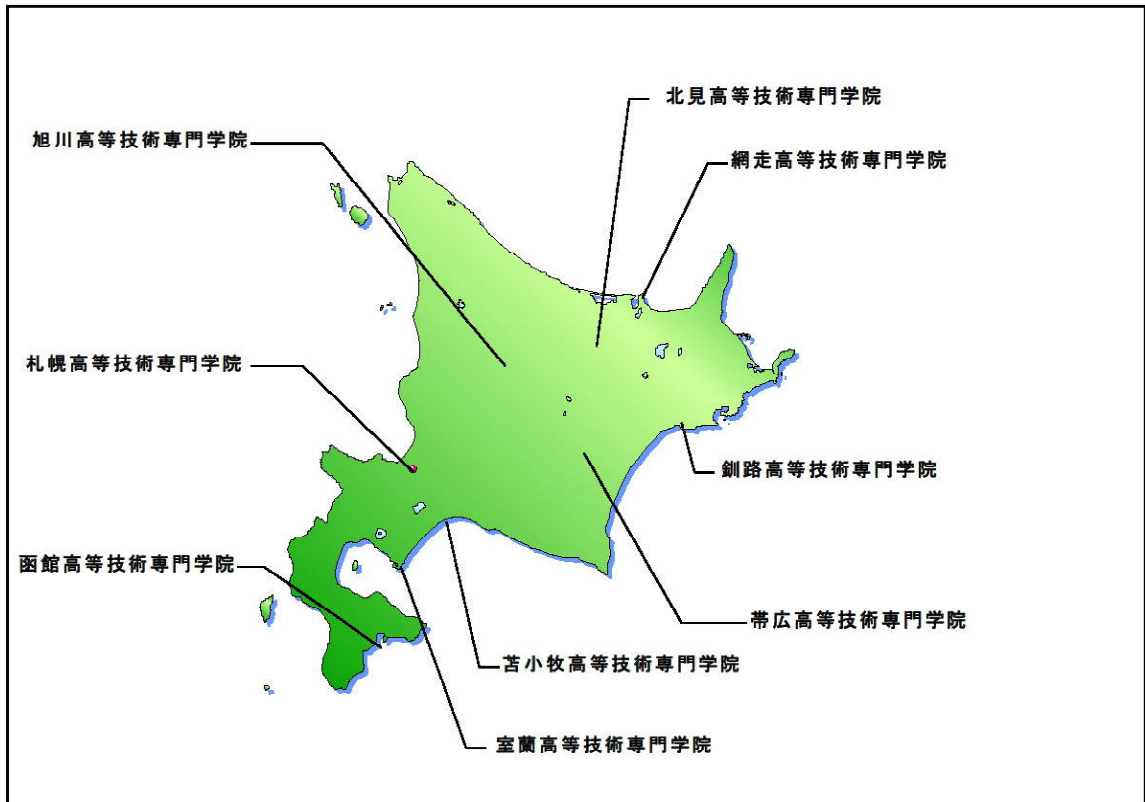 北見高等技術専門学院
旭川高等技術専門学院
網走高等技術専門学院
札幌高等技術専門学院
釧路高等技術専門学院
函館高等技術専門学院
帯広高等技術専門学院
苫小牧高等技術専門学院
室蘭高等技術専門学院